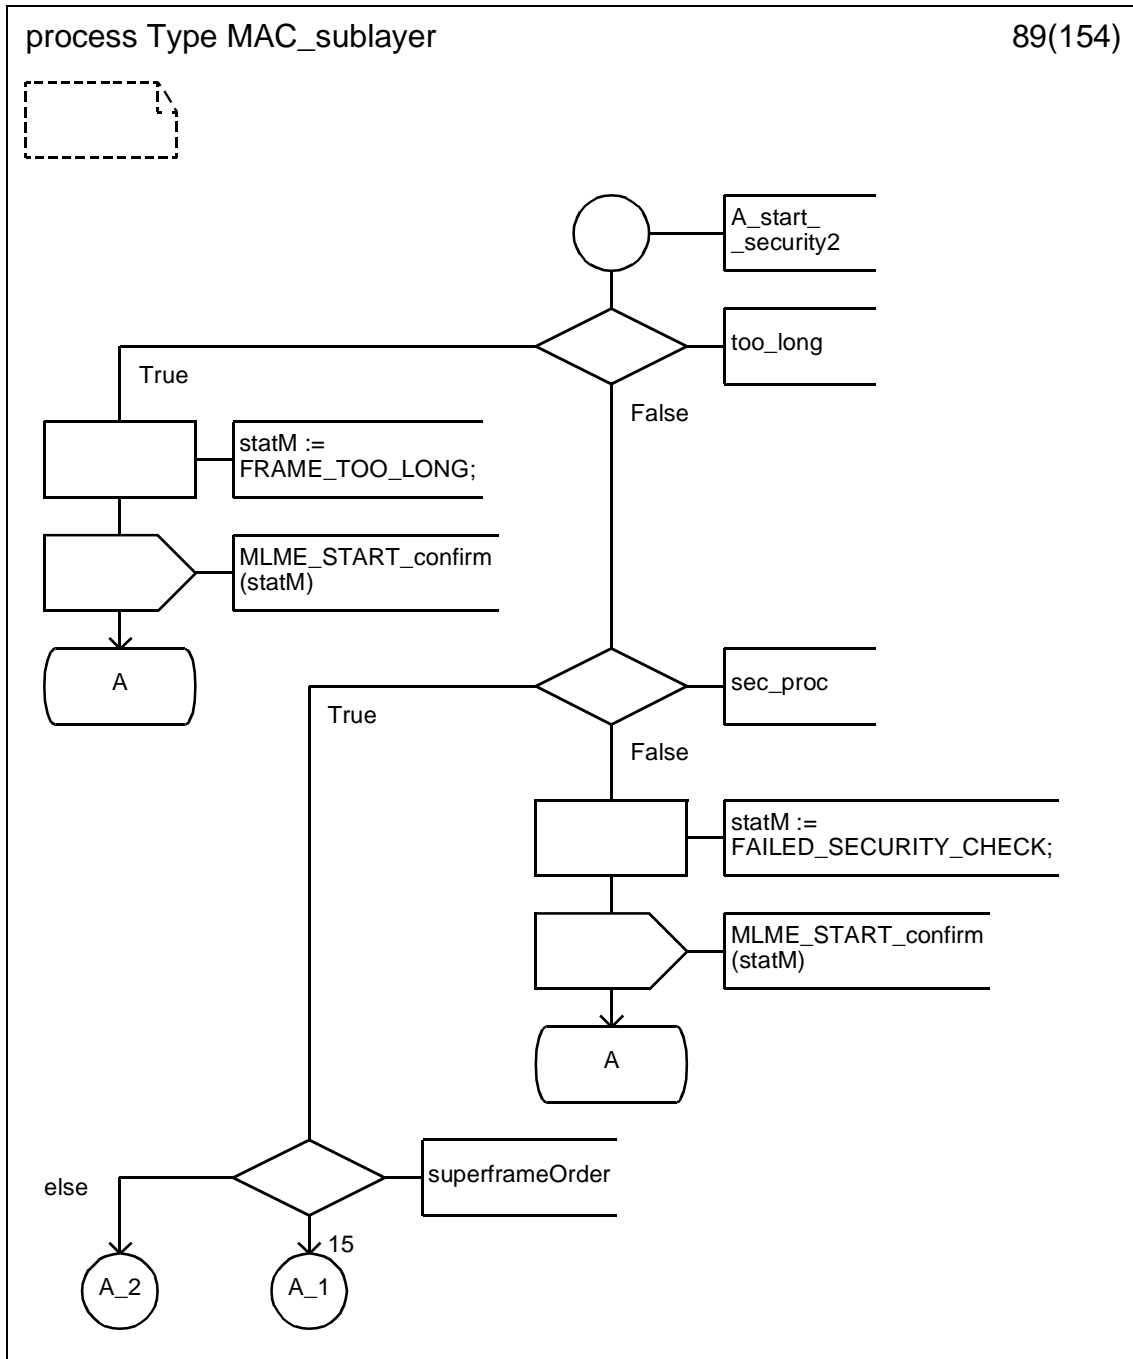 process Type MAC_sublayer
89(154)
A_start_
_security2
too_long
True
False
statM :=
FRAME_TOO_LONG;
MLME_START_confirm
(statM)
A
sec_proc
True
False
statM :=
FAILED_SECURITY_CHECK;
MLME_START_confirm
(statM)
A
superframeOrder
else
15
A_2
A_1